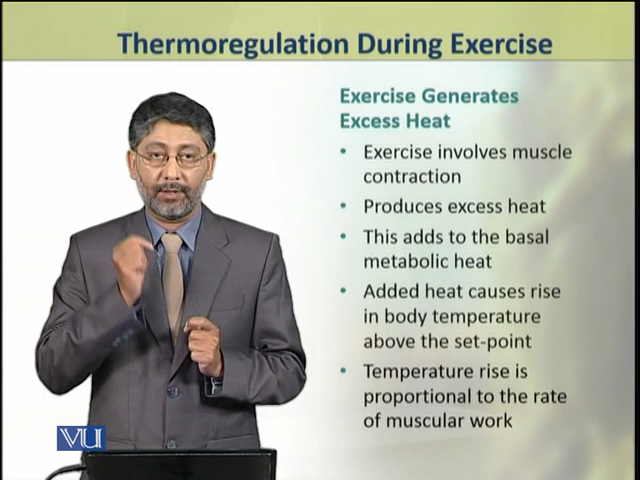 Thermoregulation During Exercise
Exercise Generates
Excess Heat
• Exercise involves muscle
contraction
• Produces excess heat
• This adds to the basal
metabolic heat
• Added heat causes rise
in body temperature
above the set-point
• Temperature rise is
proportional to the rate
of muscular work
VU